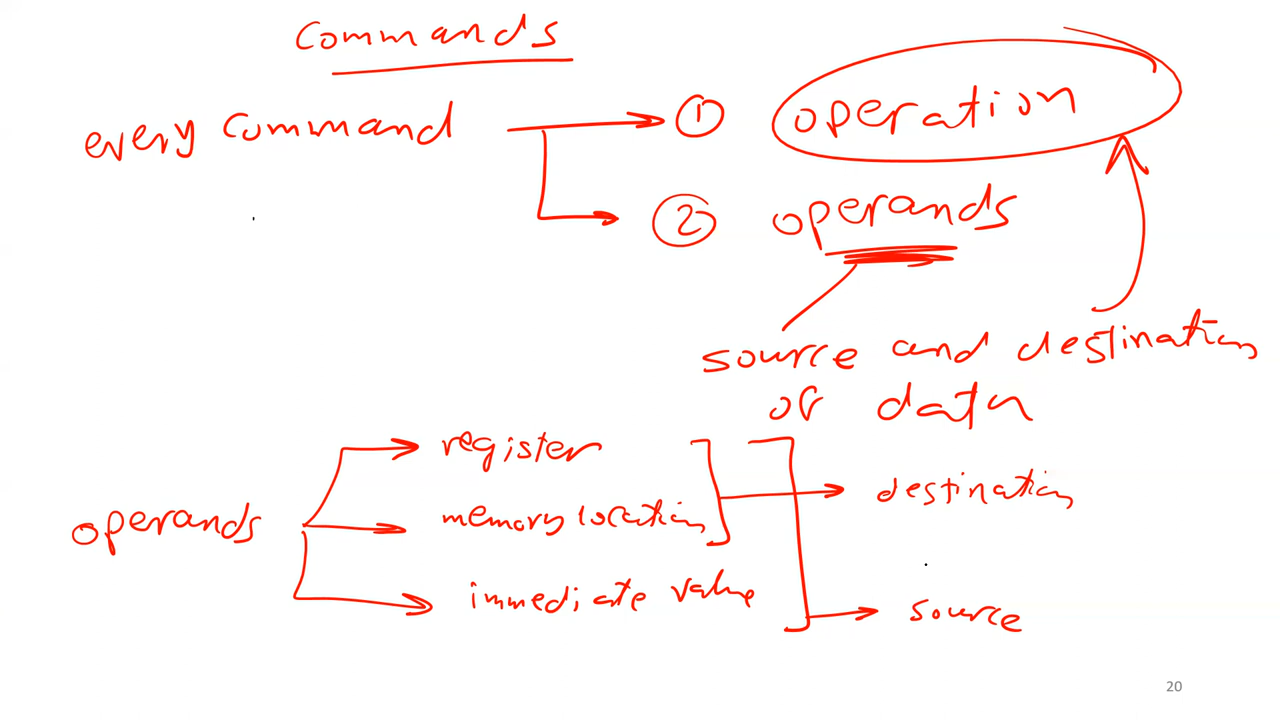 Commands
every command → ① operation
② operands
source and destination
of data
register
memory location
destination
operands
immediate value
source
20